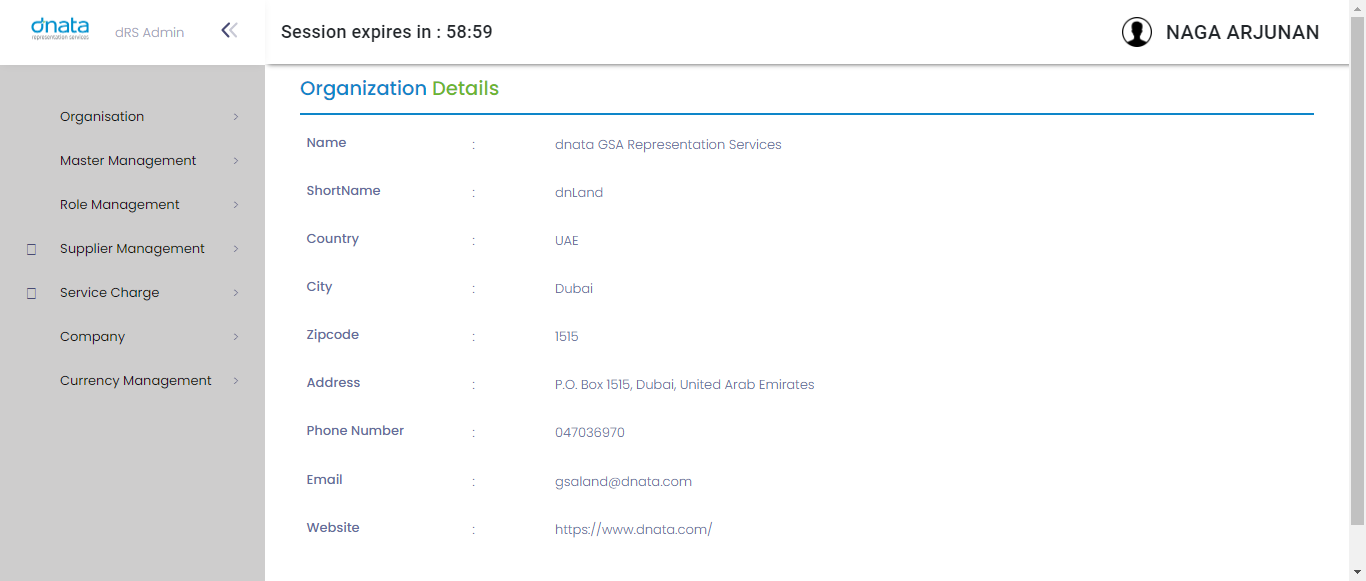 dnata
representation services
dRS Admin
Session expires in : 58:59
NAGA ARJUNAN
Organisation
Master Management
Role Management
Supplier Management
Service Charge
Company
Currency Management
Organization Details
Name : dnata GSA Representation Services
ShortName : dnLand
Country : UAE
City : Dubai
Zipcode : 1515
Address : P.O. Box 1515, Dubai, United Arab Emirates
Phone Number : 047036970
Email : gsaland@dnata.com
Website : https://www.dnata.com/